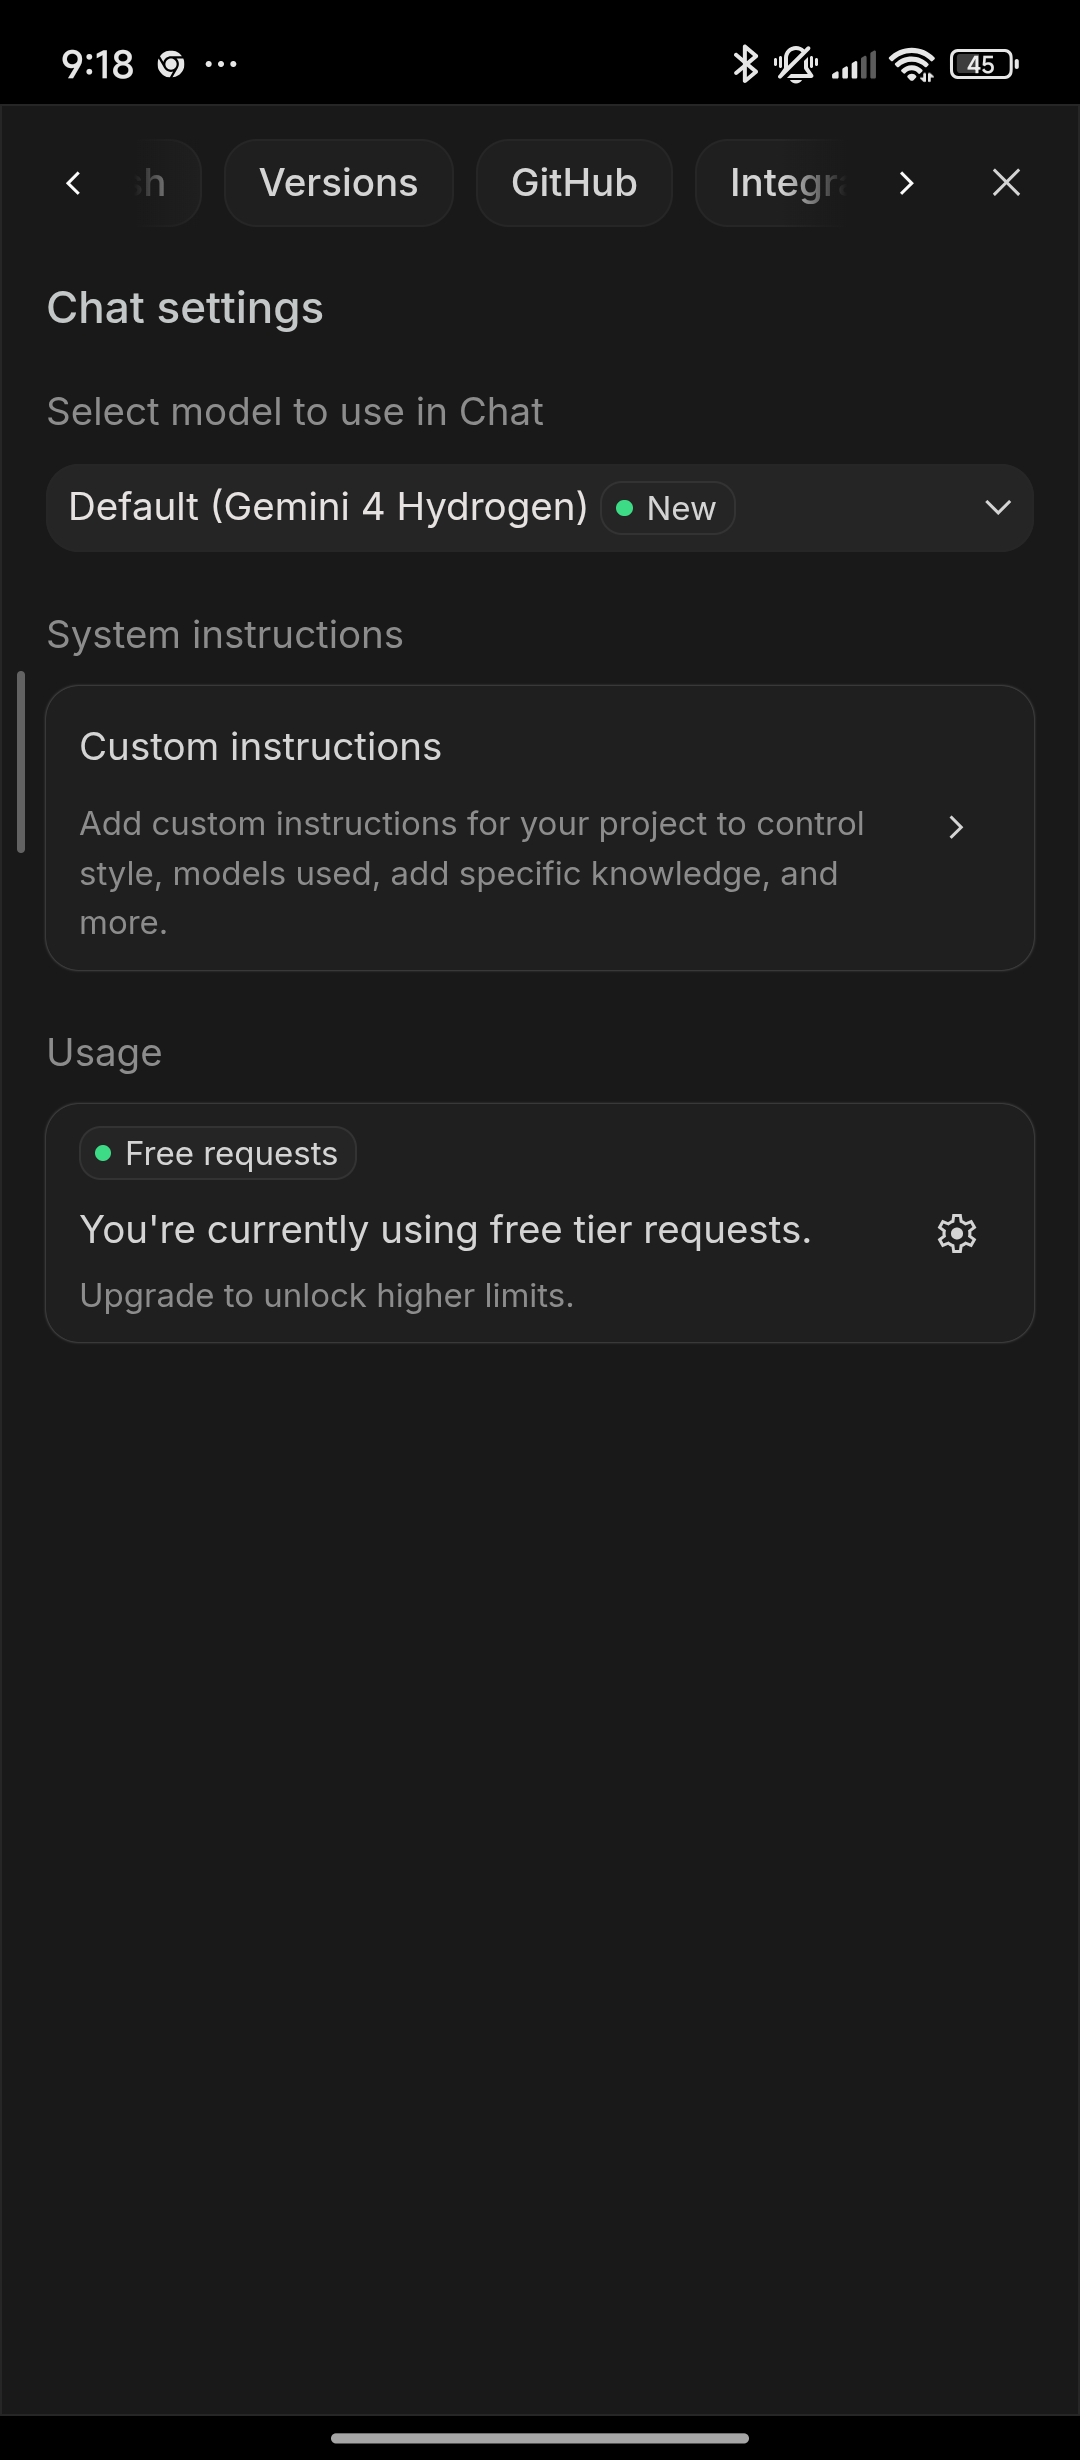 9:18
45
Versions
GitHub
Chat settings
Select model to use in Chat
Default (Gemini 4 Hydrogen) New
System instructions
Custom instructions
Add custom instructions for your project to control
style, models used, add specific knowledge, and
more.
Usage
Free requests
You're currently using free tier requests.
Upgrade to unlock higher limits.